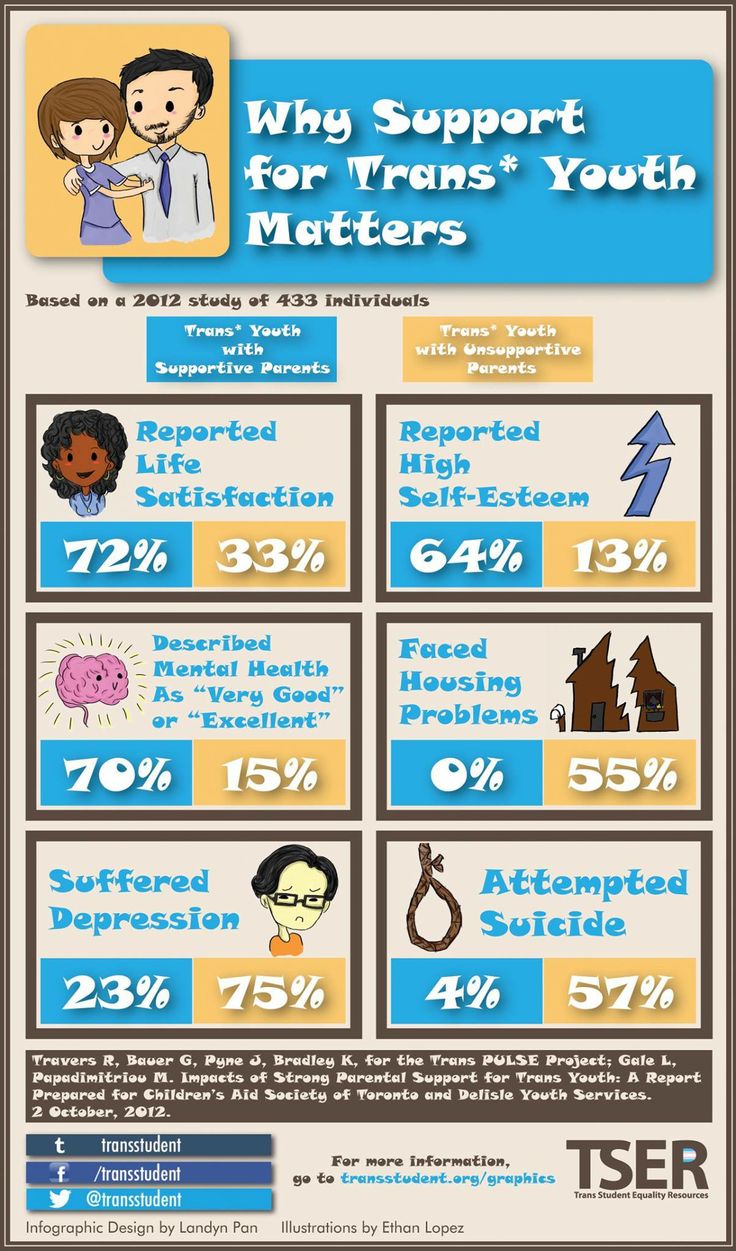 Why Support
for Trans* Youth
Matters
Based on a 2012 study of 433 individuals
Trans* Youth
with
Supportive Parents
Trans* Youth
with Unsupportive
Parents
Reported
Life
Satisfaction
72% 33%
Reported
High
Self-Esteem
64% 13%
Described
Mental Health
As "Very Good"
or "Excellent"
70% 15%
Faced
Housing
Problems
0% 55%
Suffered
Depression
23% 75%
Attempted
Suicide
4% 57%
Travers R, Bauer G, Pyne J, Bradley K, for the Trans PULSE Project; Gale L,
Papadimitriou M. Impacts of Strong Parental Support for Trans Youth: A Report
Prepared for Children's Aid Society of Toronto and Delisle Youth Services.
2 October, 2012.
t transstudent
f /transstudent
@transstudent
For more information,
go to transstudent.org/graphics
TSER
Trans Student Equality Resources
Infographic Design by Landyn Pan Illustrations by Ethan Lopez